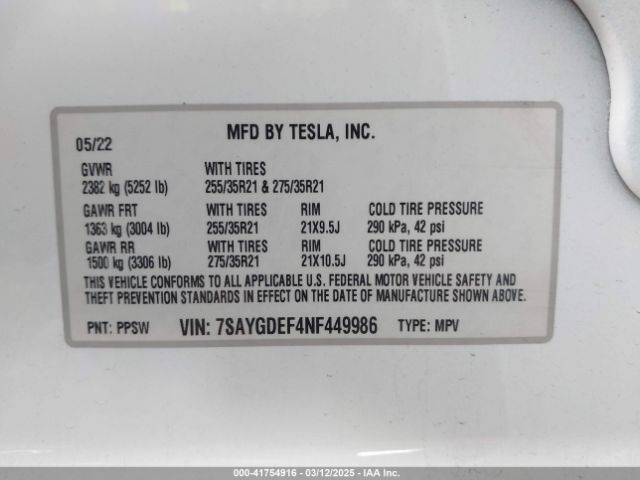 MFD BY TESLA, INC.
05/22
GVWR WITH TIRES
2382 kg (5252 lb) 255/35R21 & 275/35R21
GAWR FRT WITH TIRES RIM COLD TIRE PRESSURE
1363 kg (3004 lb) 255/35R21 21X9.5J 290 kPa, 42 psi
GAWR RR WITH TIRES RIM COLD TIRE PRESSURE
1500 kg (3306 lb) 275/35R21 21X10.5J 290 kPa, 42 psi
THIS VEHICLE CONFORMS TO ALL APPLICABLE U.S. FEDERAL MOTOR VEHICLE SAFETY AND
THEFT PREVENTION STANDARDS IN EFFECT ON THE DATE OF MANUFACTURE SHOWN ABOVE.
PNT: PPSW VIN: 7SAYGDEF4NF449986 TYPE: MPV
000-41754916 - 03/12/2025 - IAA Inc.